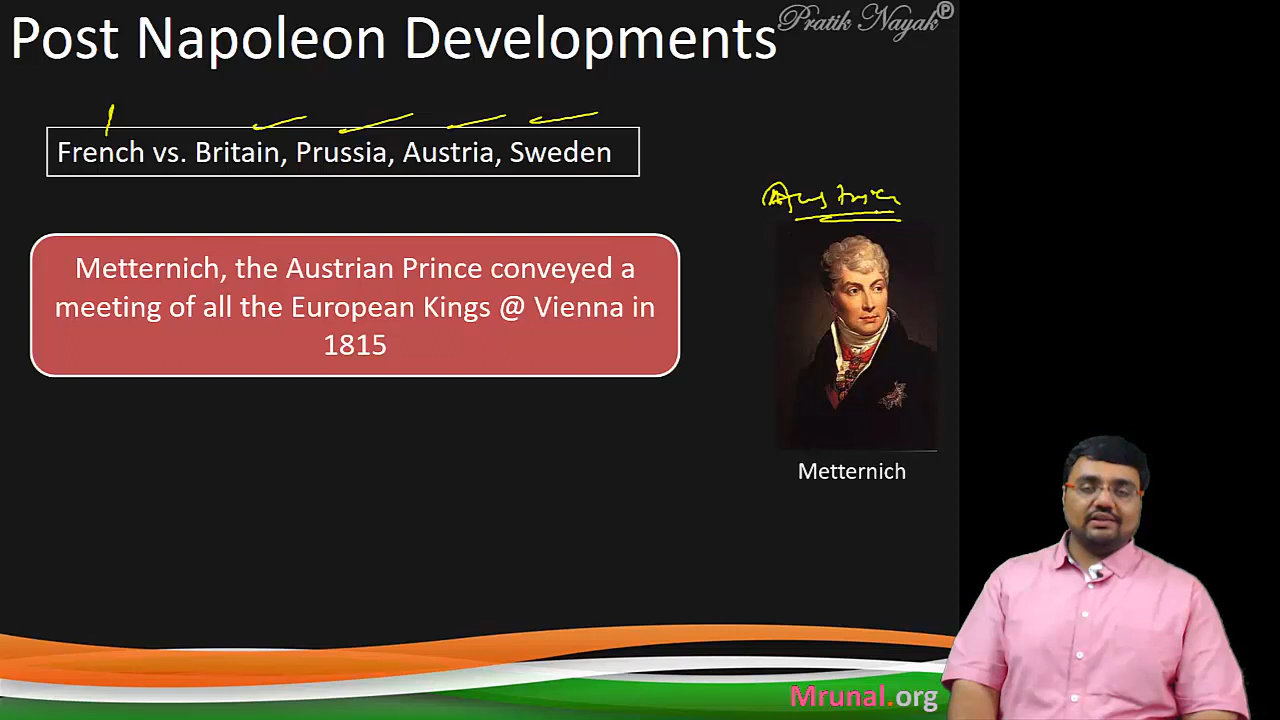 Post Napoleon Developments
Pratik Nayak℗
French vs. Britain, Prussia, Austria, Sweden
Austria
Metternich, the Austrian Prince conveyed a
meeting of all the European Kings @ Vienna in
1815
Metternich
Mrunal.org